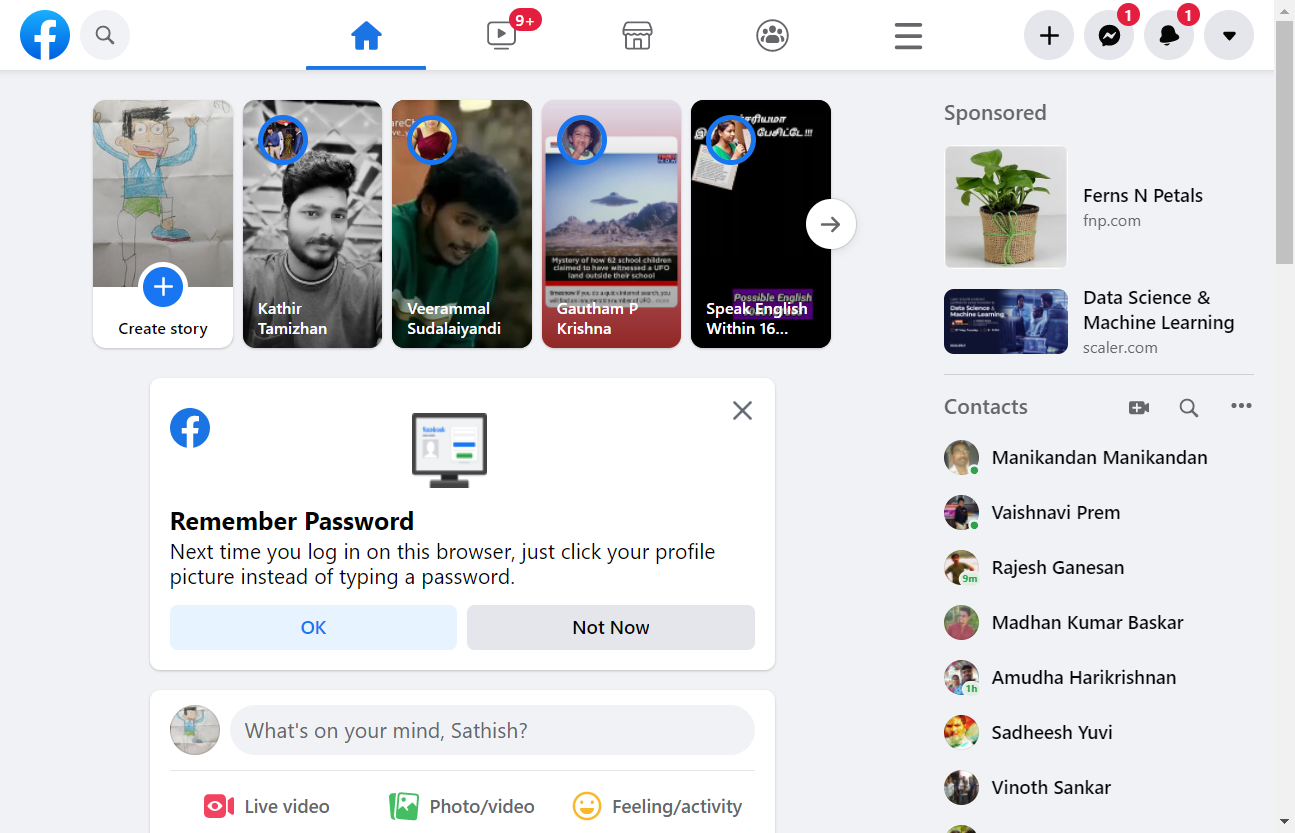 9+
1
1
Create story
Kathir
Tamizhan
Veerammal
Sudalaiyandi
Mystery of how 62 school children
claimed to have witnessed a UFO
land outside their school
Gautham P
Krishna
பேசிட்டே!!!
Possible English
Speak English
Within 16...
Sponsored
Ferns N Petals
fnp.com
Data Science &
Machine Learning
Data Science &
Machine Learning
scaler.com
Contacts
Manikandan Manikandan
Vaishnavi Prem
9m
Rajesh Ganesan
Madhan Kumar Baskar
1h
Amudha Harikrishnan
Sadheesh Yuvi
Vinoth Sankar
facebook
Remember Password
Next time you log in on this browser, just click your profile
picture instead of typing a password.
OK
Not Now
What's on your mind, Sathish?
Live video
Photo/video
Feeling/activity